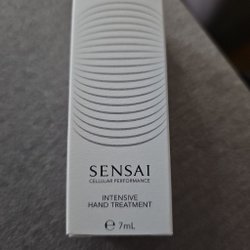 SENSAI
CELLULAR PERFORMANCE
INTENSIVE
HAND TREATMENT
℮ 7mL